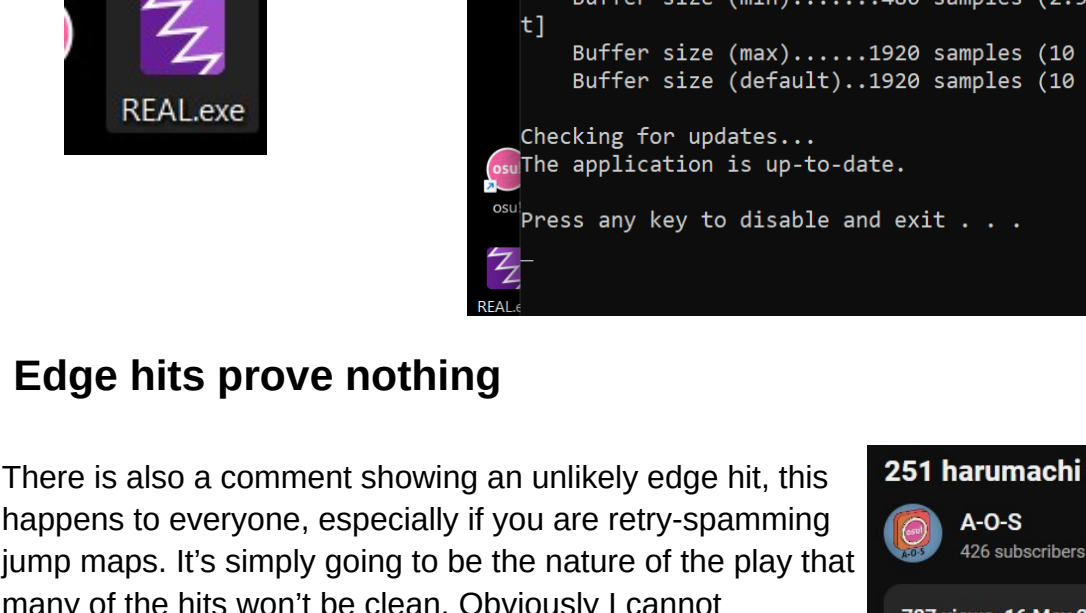 REAL.exe
Buffer size (min).......480 samples (2.5
t]
Buffer size (max)......1920 samples (10
Buffer size (default)..1920 samples (10
Checking for updates...
The application is up-to-date.
Press any key to disable and exit . . .
osu!
osu!
REAL.e
Edge hits prove nothing
There is also a comment showing an unlikely edge hit, this
happens to everyone, especially if you are retry-spamming
jump maps. It’s simply going to be the nature of the play that
many of the hits won’t be clean. Obviously I cannot
251 harumachi
osu!
A-O-S
A-O-S
426 subscribers